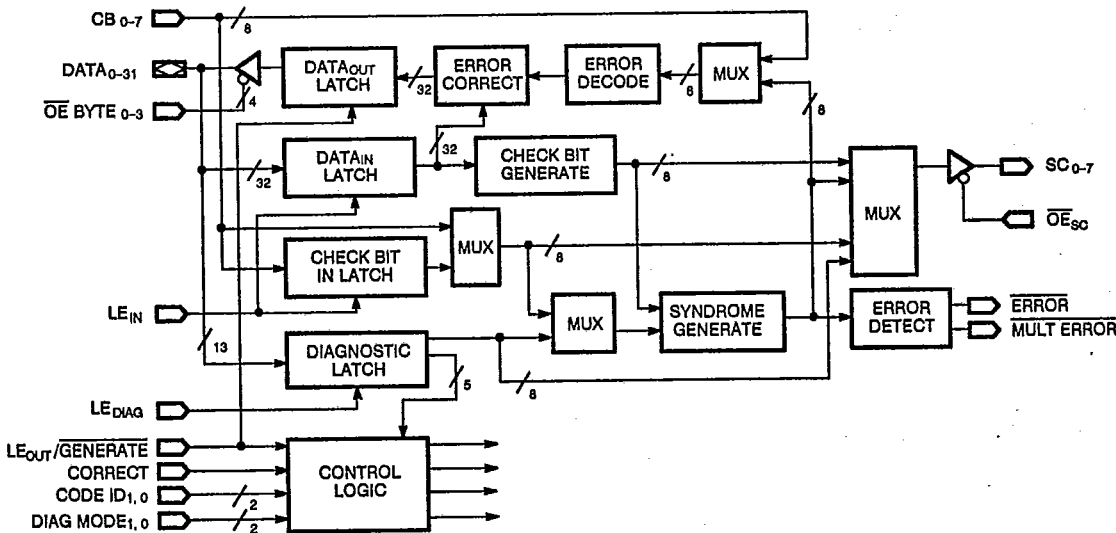 CB 0-7
8
DATA0-31
DATAOUT
LATCH
32
ERROR
CORRECT
ERROR
DECODE
8
MUX
OE BYTE 0-3
4
8
32
DATAIN
LATCH
32
CHECK BIT
GENERATE
8
MUX
SC0-7
OESC
CHECK BIT
IN LATCH
MUX
8
LEIN
13
MUX
SYNDROME
GENERATE
ERROR
DETECT
ERROR
MULT ERROR
DIAGNOSTIC
LATCH
5
8
LEDIAG
LEOUT/GENERATE
CORRECT
CODE ID1, 0
2
DIAG MODE1, 0
2
CONTROL
LOGIC